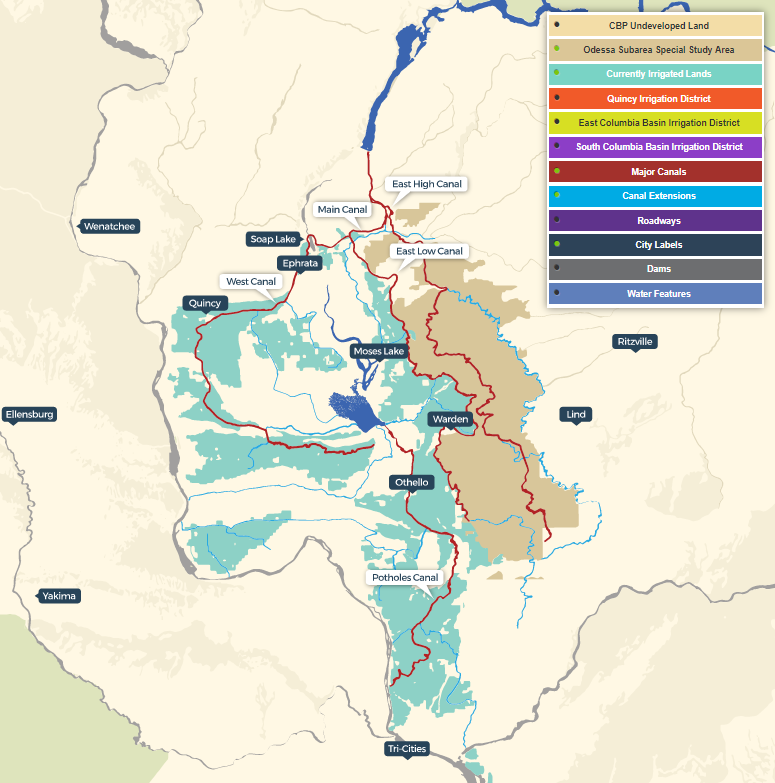 CBP Undeveloped Land
Odessa Subarea Special Study Area
Currently Irrigated Lands
Quincy Irrigation District
East Columbia Basin Irrigation District
South Columbia Basin Irrigation District
Major Canals
Canal Extensions
Roadways
City Labels
Dams
Water Features
East High Canal
Main Canal
Wenatchee
Soap Lake
East Low Canal
Ephrata
West Canal
Quincy
Ritzville
Moses Lake
Ellensburg
Lind
Warden
Othello
Potholes Canal
Yakima
Tri-Cities